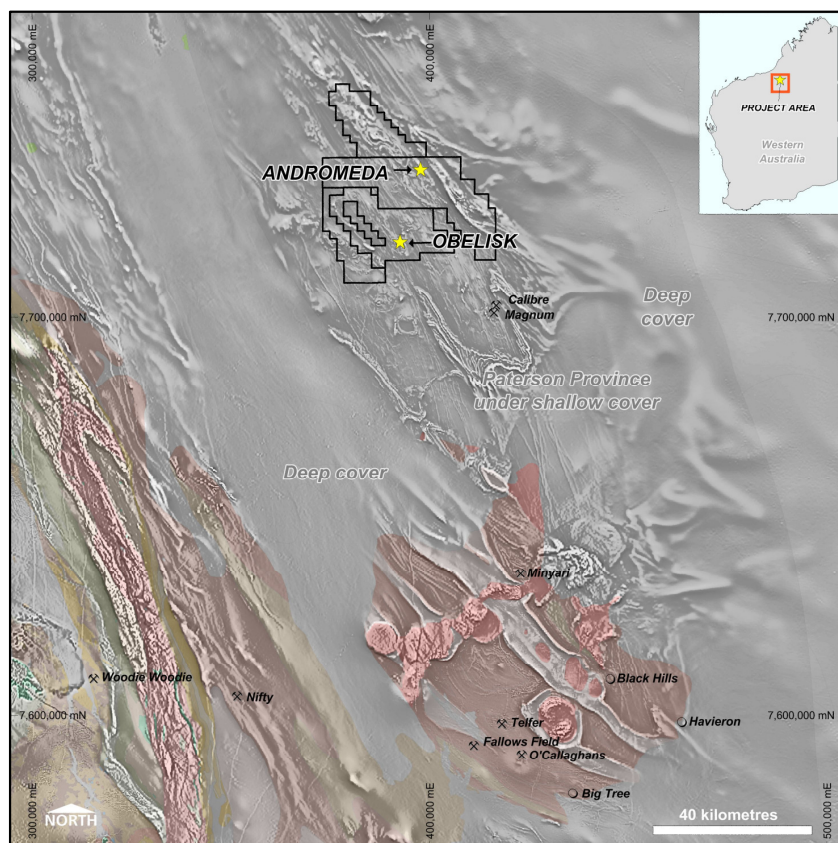 300,000 mE
400,000 mE
PROJECT AREA
Western
Australia
ANDROMEDA
OBELISK
Calibre
Magnum
Deep
cover
7,700,000 mN
7,700,000 mN
Paterson Province
under shallow cover
Deep cover
Minyari
Woodie Woodie
Nifty
Black Hills
Telfer
Havieron
7,600,000 mN
7,600,000 mN
Fallows Field
O'Callaghans
Big Tree
300,000 mE
NORTH
400,000 mE
40 kilometres
500,000 mE